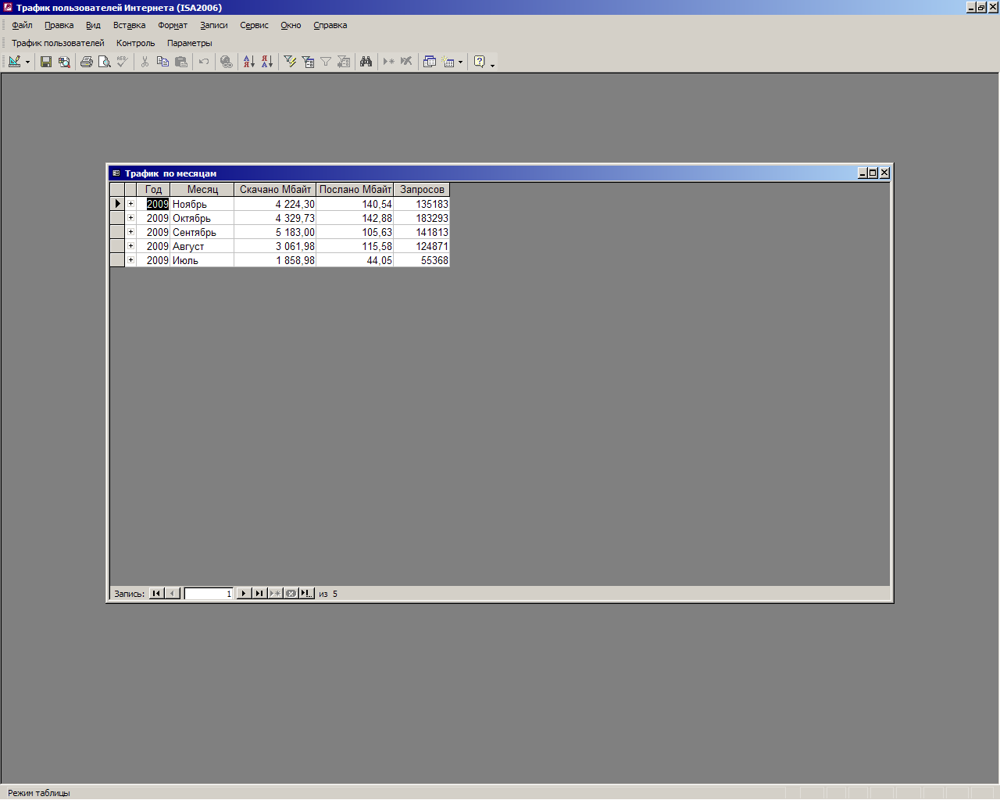 Трафик пользователей Интернета (ISA2006)
Файл Правка Вид Вставка Формат Записи Сервис Окно Справка
Трафик пользователей Контроль Параметры
Трафик по месяцам
Год Месяц Скачано Мбайт Послано Мбайт Запросов
2009 Ноябрь 4 224,30 140,54 135183
2009 Октябрь 4 329,73 142,88 183293
2009 Сентябрь 5 183,00 105,63 141813
2009 Август 3 061,98 115,58 124871
2009 Июль 1 858,98 44,05 55368
Запись: 1 из 5
Режим таблицы